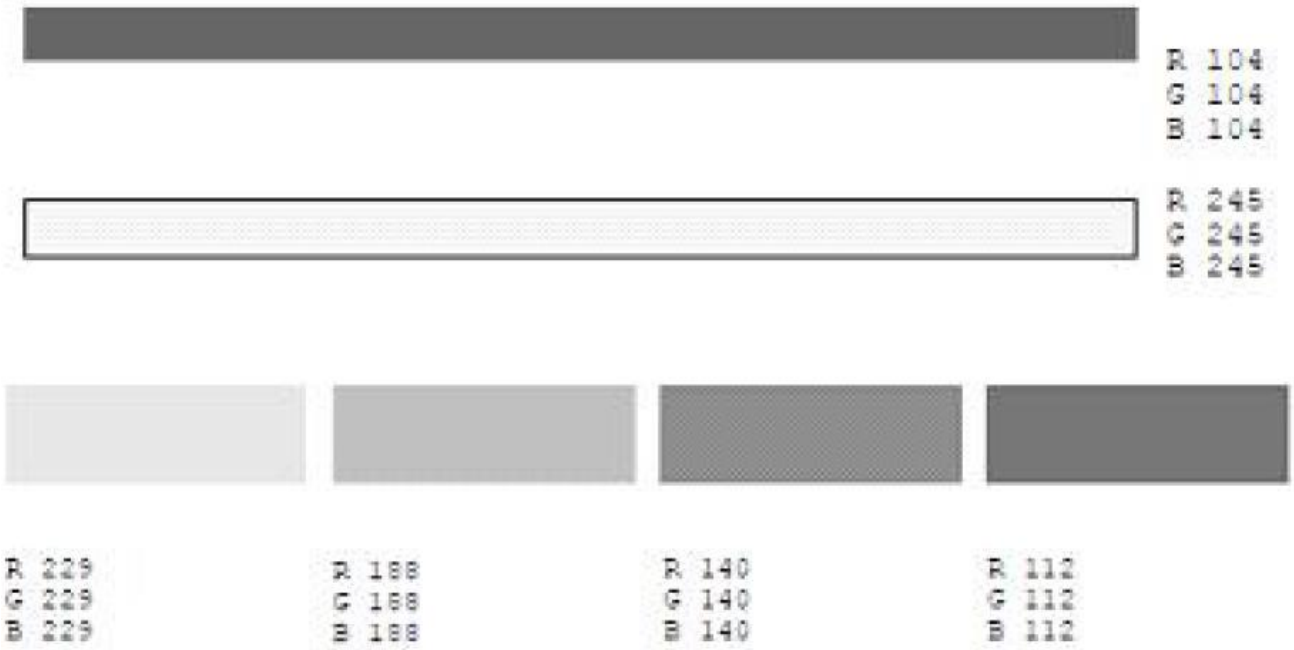 R 104
G 104
B 104
R 245
G 245
B 245
R 229
G 229
B 229
R 188
G 188
B 188
R 140
G 140
B 140
R 112
G 112
B 112